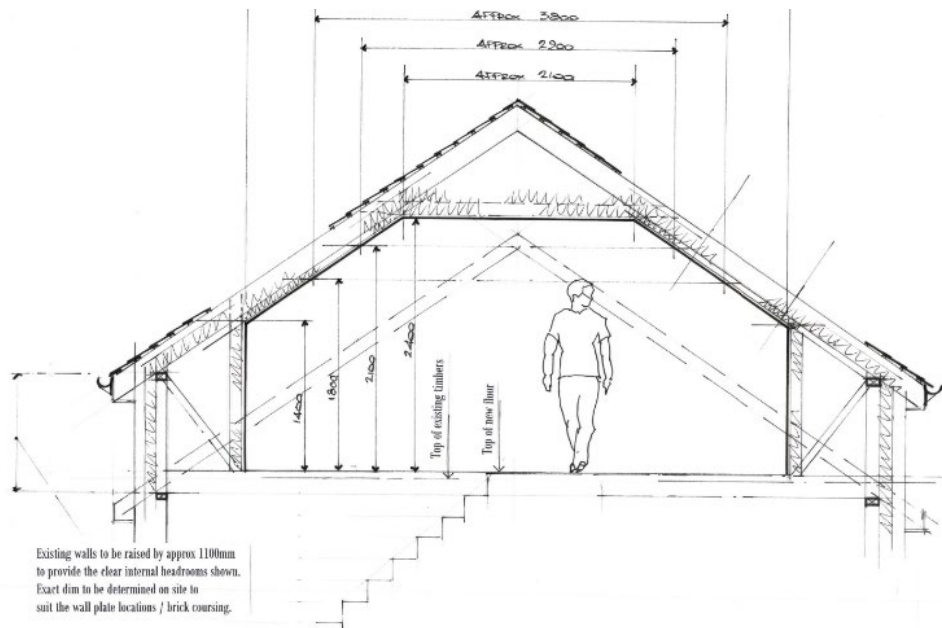 APPROX 3800
APPROX 2900
APPROX 2100
1400
1800
2100
2400
Top of existing timbers
Top of new floor
Existing walls to be raised by approx 1100mm
to provide the clear internal headrooms shown.
Exact dim to be determined on site to
suit the wall plate locations / brick coursing.